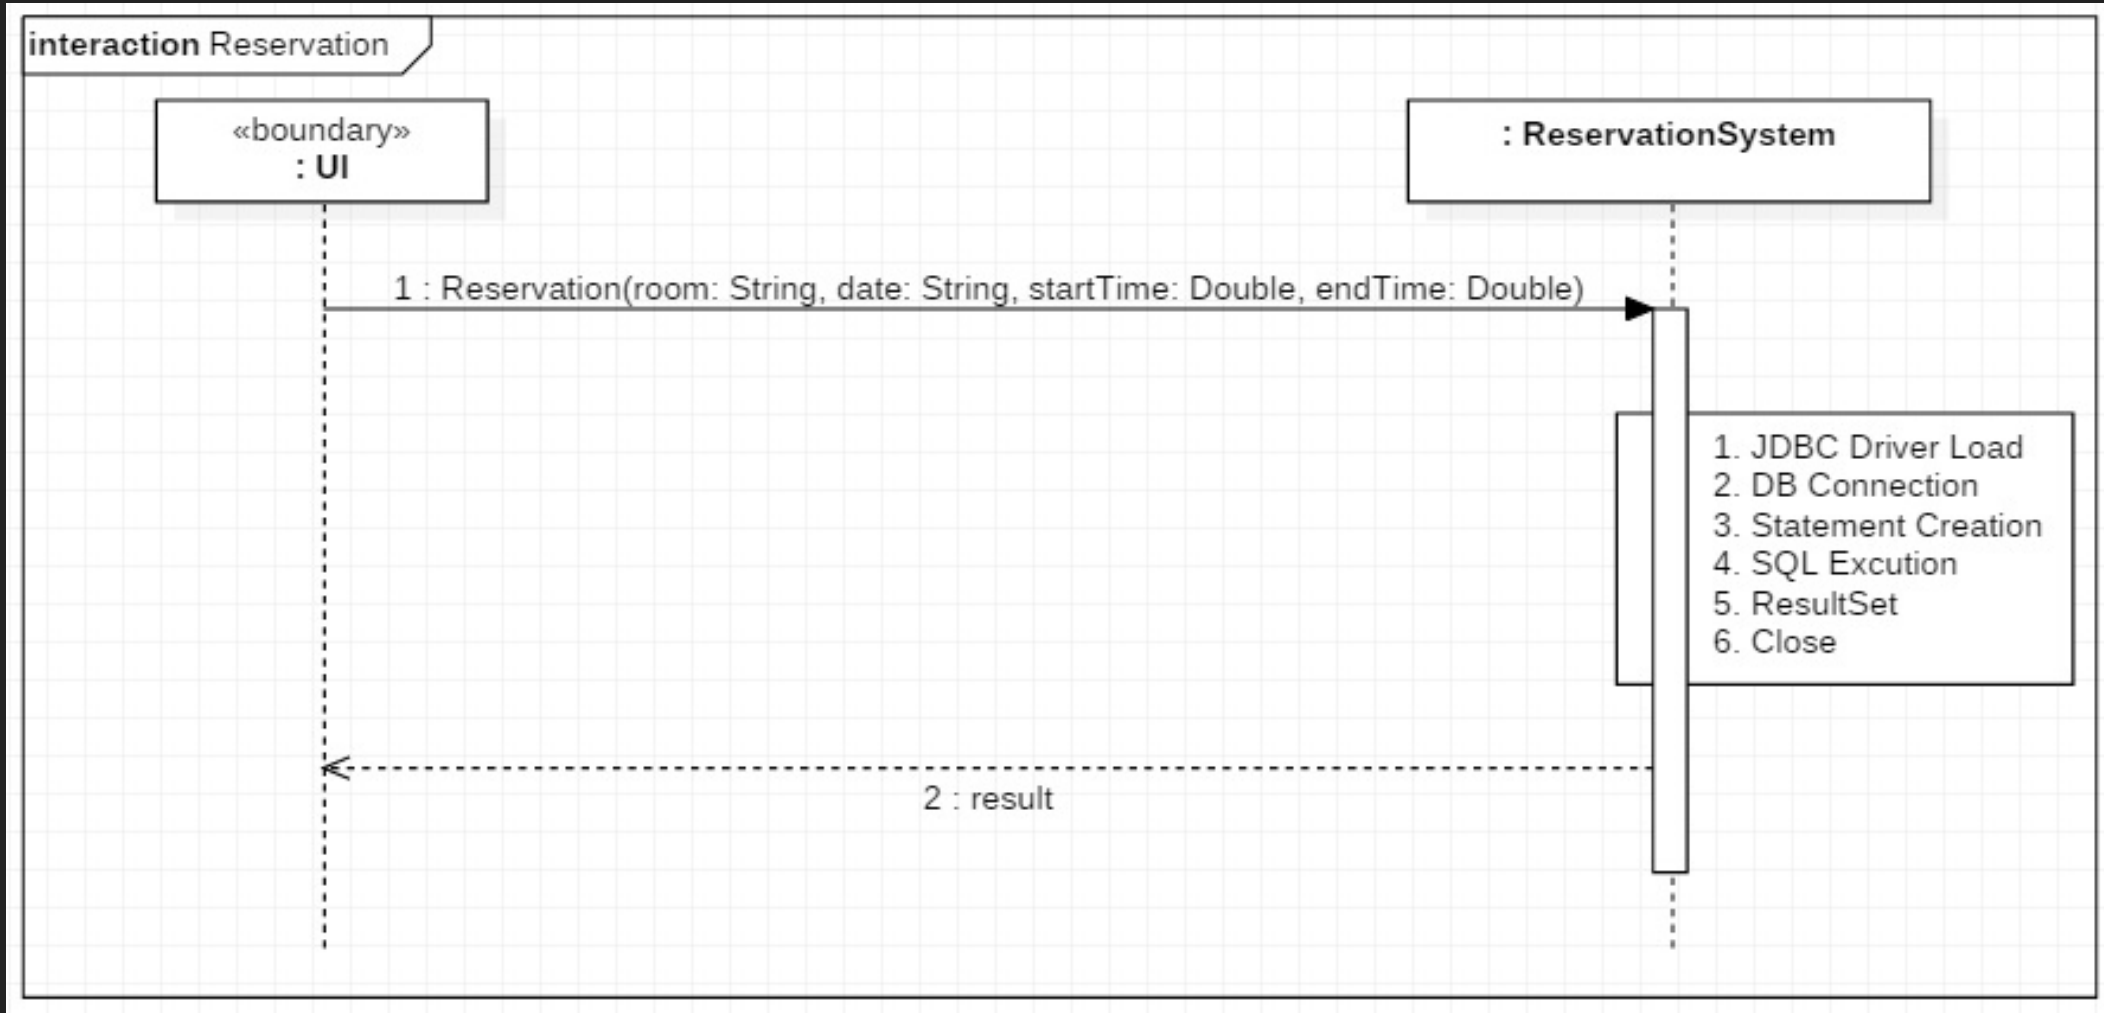 interaction Reservation
«boundary»
: UI
: ReservationSystem
1 : Reservation(room: String, date: String, startTime: Double, endTime: Double)
1. JDBC Driver Load
2. DB Connection
3. Statement Creation
4. SQL Excution
5. ResultSet
6. Close
2 : result